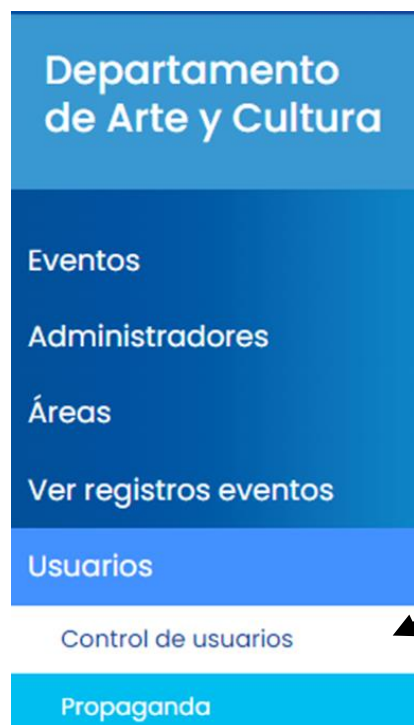 Departamento
de Arte y Cultura
Eventos
Administradores
Áreas
Ver registros eventos
Usuarios
Control de usuarios
Propaganda